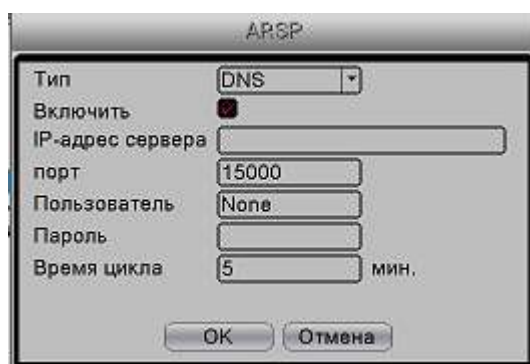 ARSP
Тип DNS
Включить
IP-адрес сервера
порт 15000
Пользователь None
Пароль
Время цикла 5 мин.
OK Отмена